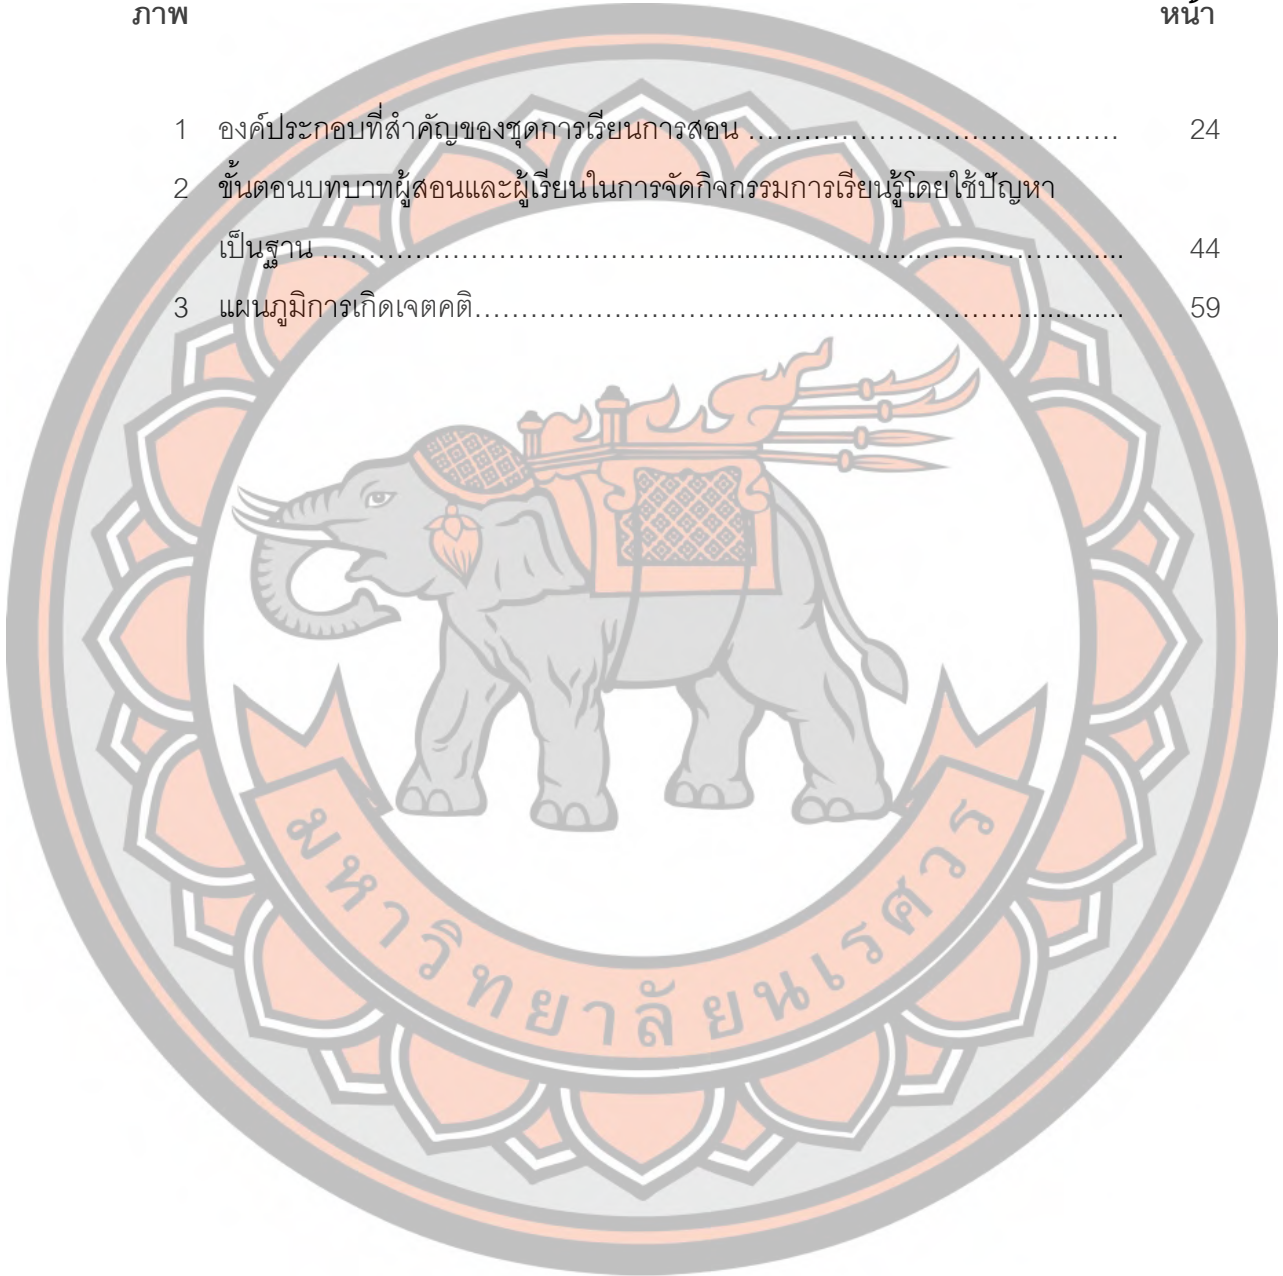 ภาพ หน้า
1 องค์ประกอบที่สำคัญของชุดการเรียนการสอน ........................................ 24
2 ขั้นตอนบทบาทผู้สอนและผู้เรียนในการจัดกิจกรรมการเรียนรู้โดยใช้ปัญหา
เป็นฐาน ........................................................................................ 44
3 แผนภูมิการเกิดเจตคติ........................................................................ 59
มหาวิทยาลัยนเรศวร